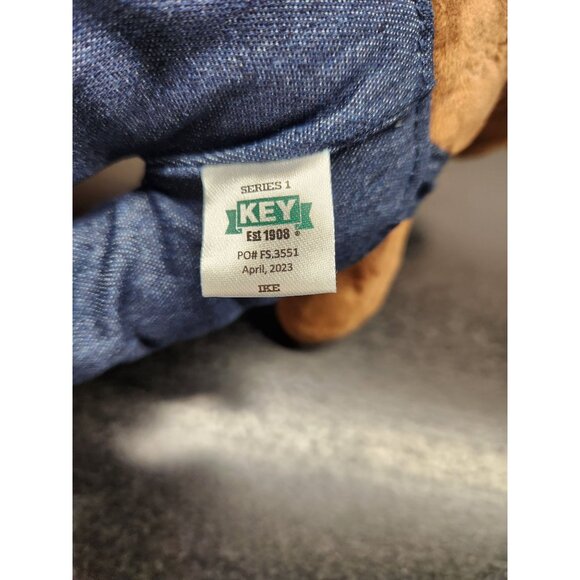 SERIES 1
KEY
Est 1908 ®
PO# FS.3551
April, 2023
IKE